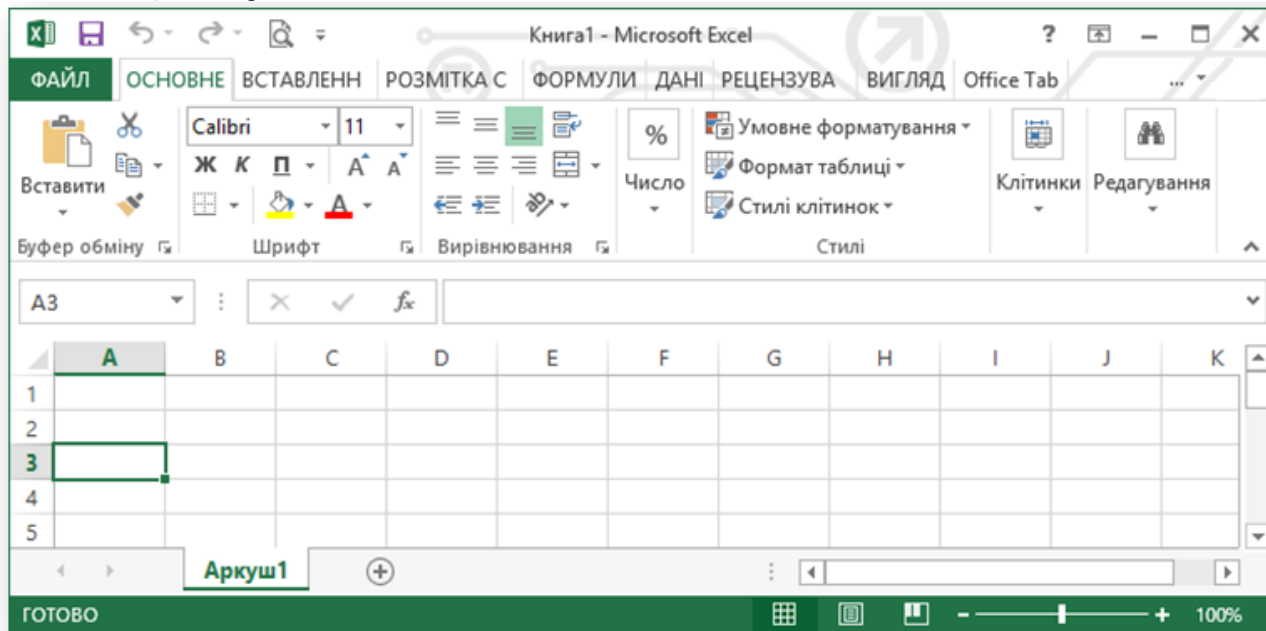 Книга1 - Microsoft Excel
ФАЙЛ ОСНОВНЕ ВСТАВЛЕНН РОЗМІТКА С ФОРМУЛИ ДАНІ РЕЦЕНЗУВА ВИГЛЯД Office Tab ...
Calibri 11 % Умовне форматування
Ж К П А А Формат таблиці
Вставити Число Клітинки Редагування
А Стилі клітинок
Буфер обміну Шрифт Вирівнювання Стилі
A3 fx
A B C D E F G H I J K
1
2
3
4
5
Аркуш1
ГОТОВО 100%